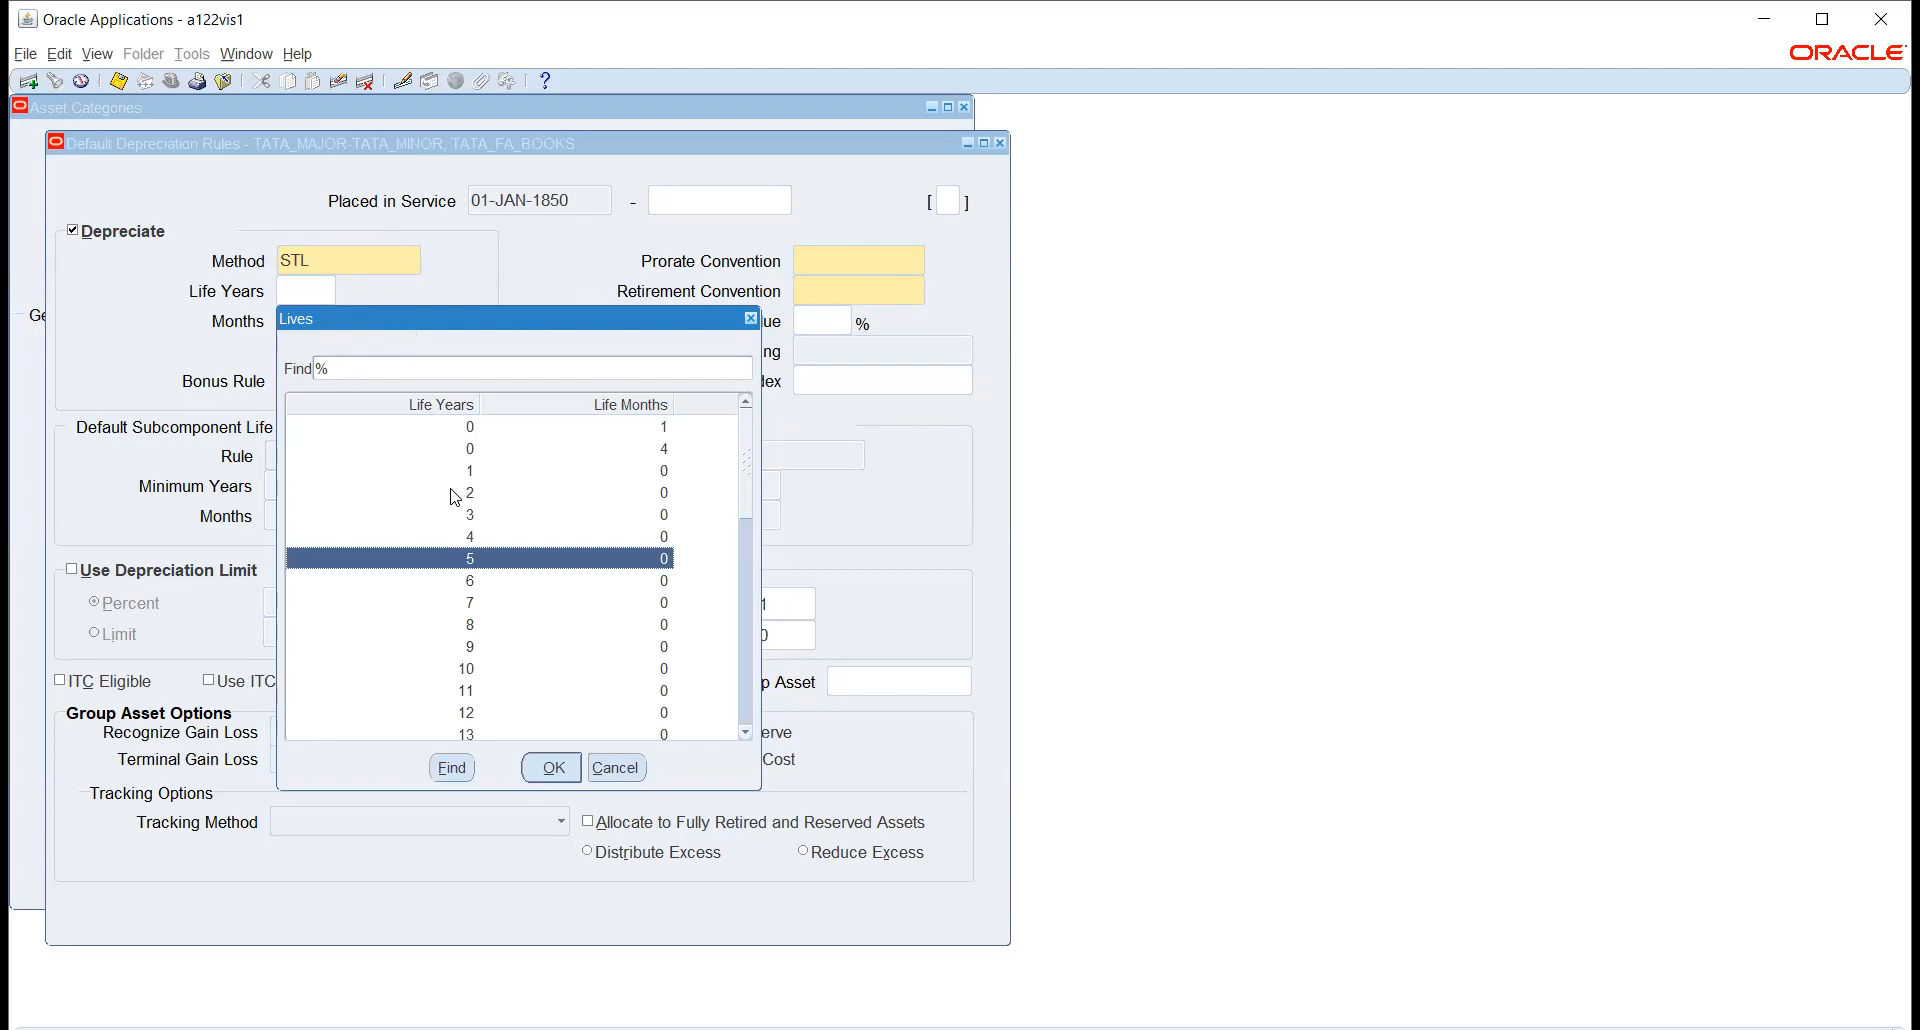 Oracle Applications - a122vis1
File Edit View Folder Tools Window Help
ORACLE
Asset Categories
Default Depreciation Rules - TATA_MAJOR-TATA_MINOR, TATA_FA_BOOKS
Placed in Service 01-JAN-1850 - [ ]
Depreciate
Method STL Prorate Convention
Life Years Retirement Convention
Ge
Months Lives lue %
ng
Find %
Bonus Rule dex
Life Years Life Months
0 1
Default Subcomponent Life
0 4
Rule
1 0
Minimum Years 2 0
Months 3 0
4 0
5 0
Use Depreciation Limit
6 0
Percent 7 0 1
8 0
Limit 0
9 0
10 0
ITC Eligible Use ITC p Asset
11 0
Group Asset Options 12 0
Recognize Gain Loss 13 0 erve
Terminal Gain Loss Cost
Find OK Cancel
Tracking Options
Tracking Method Allocate to Fully Retired and Reserved Assets
Distribute Excess Reduce Excess